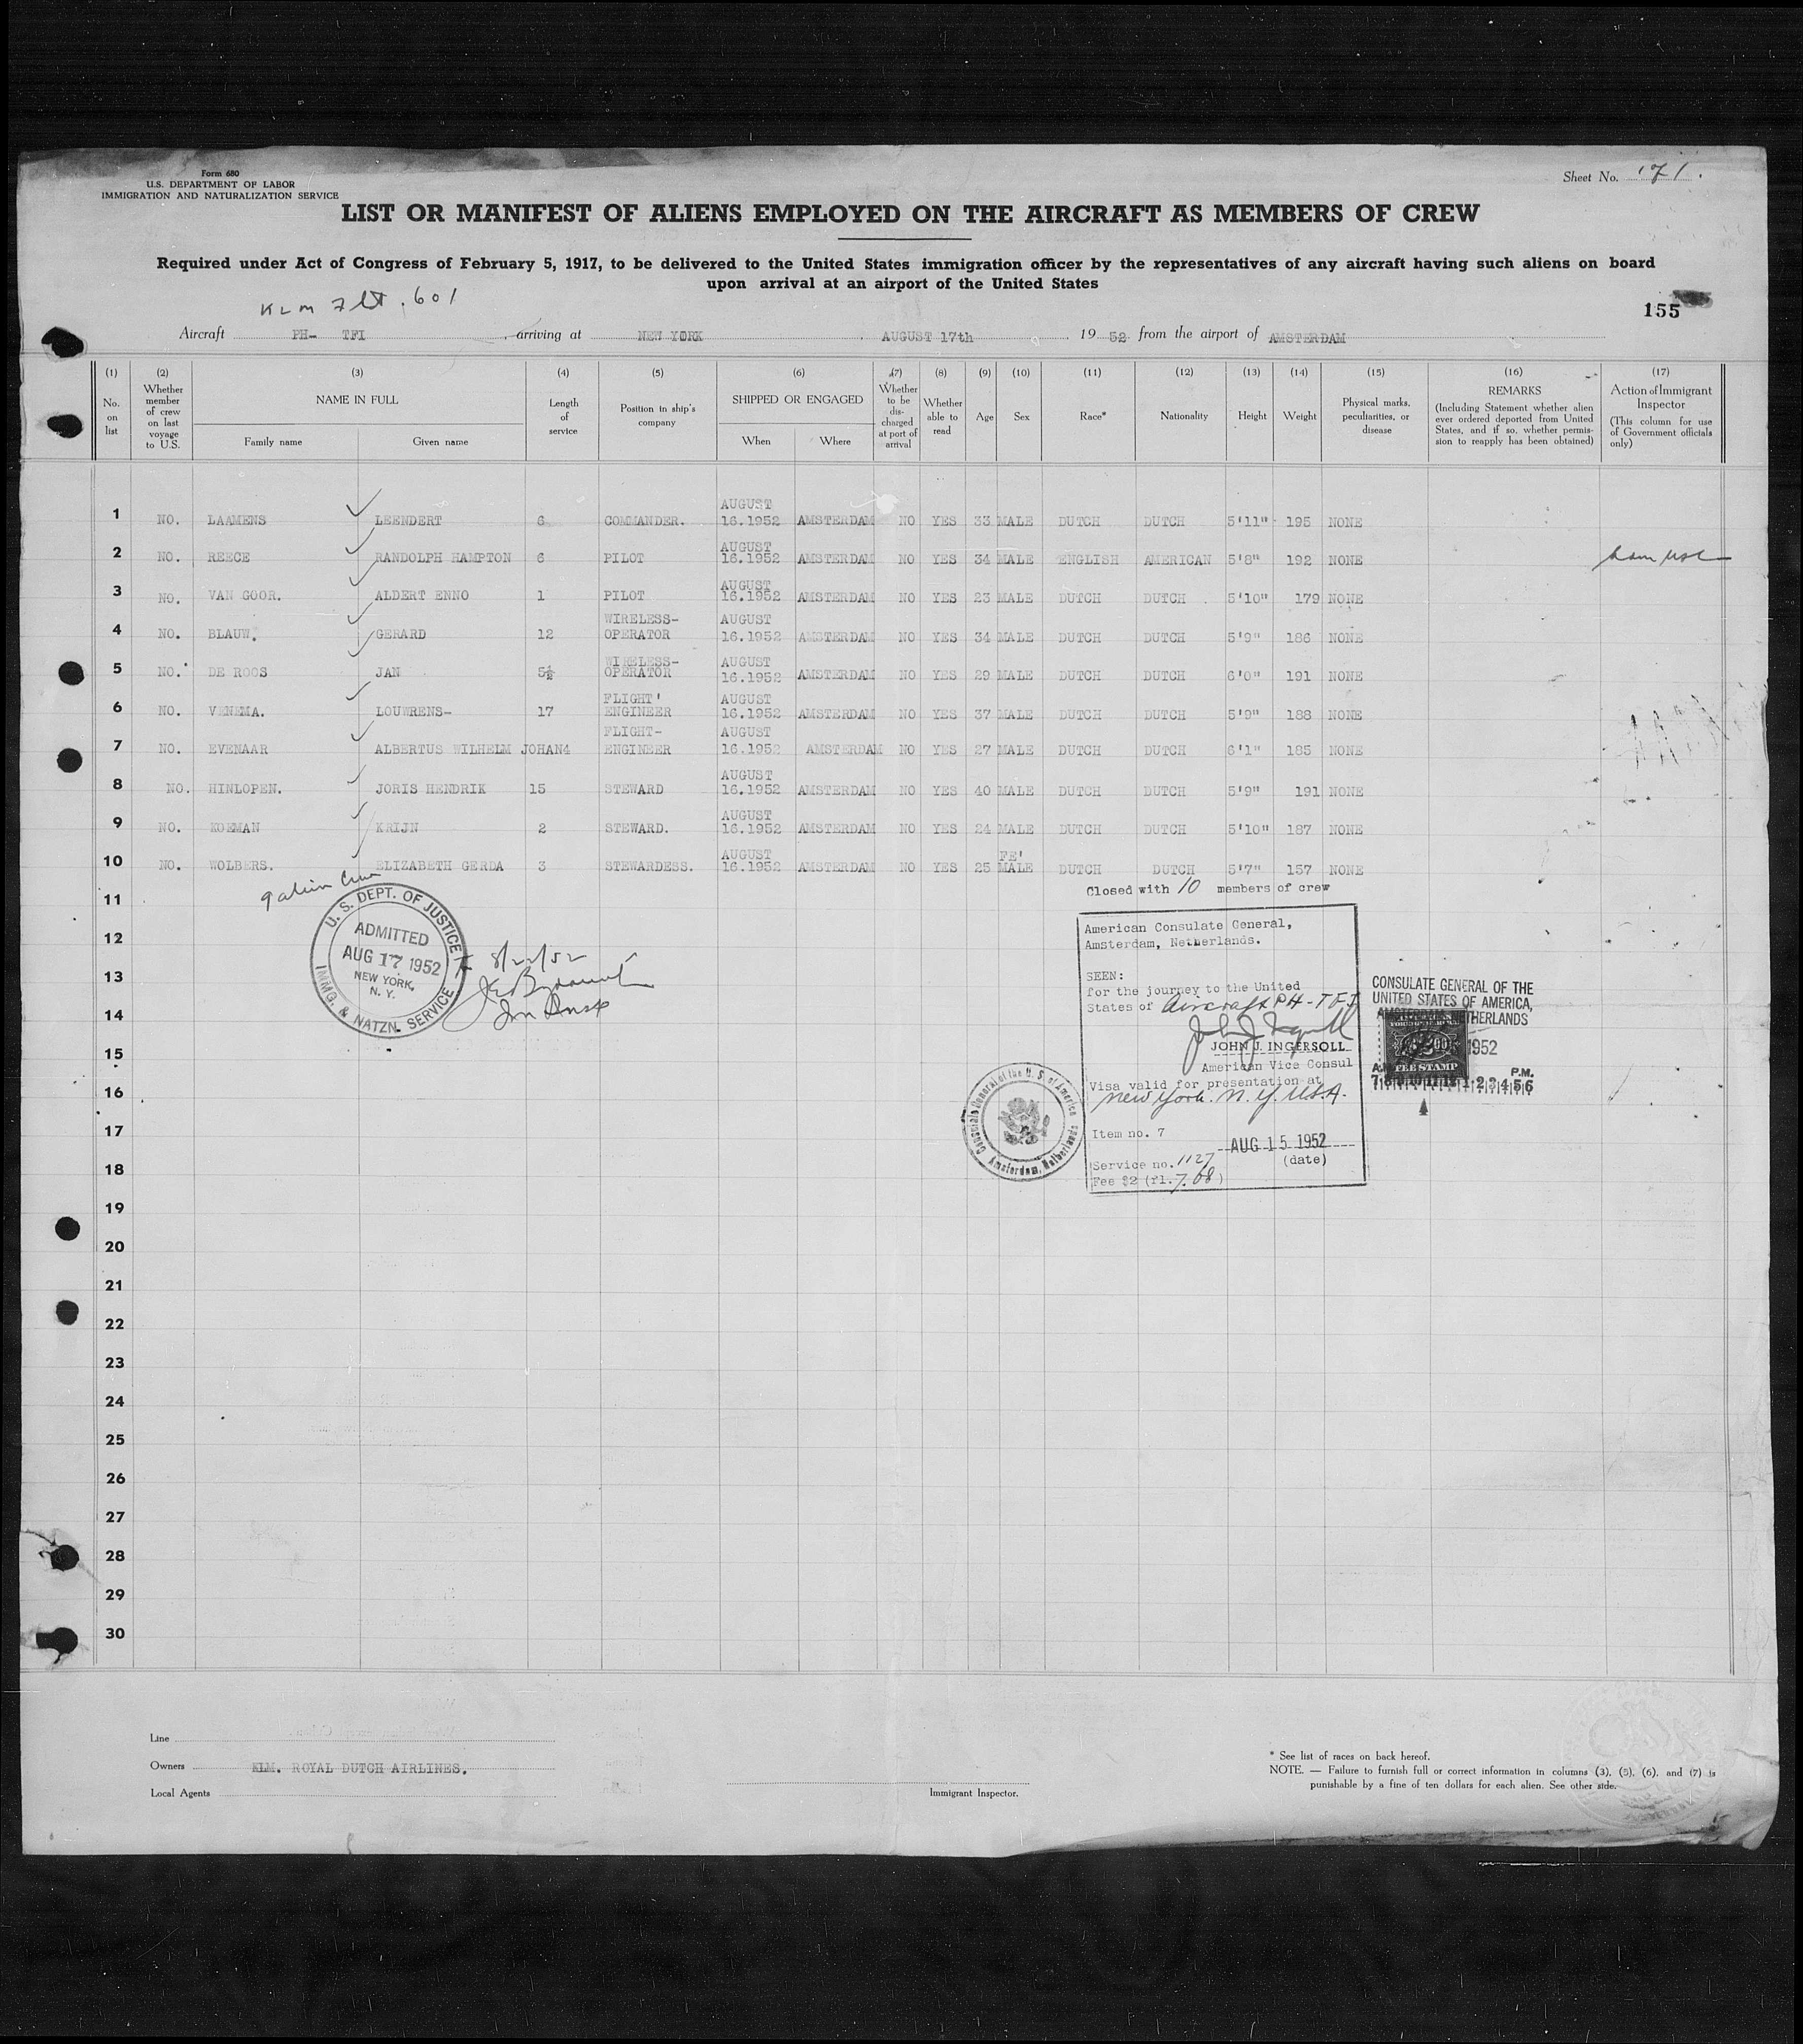 Form 680
U.S. DEPARTMENT OF LABOR
IMMIGRATION AND NATURALIZATION SERVICE
Sheet No. 171.
LIST OR MANIFEST OF ALIENS EMPLOYED ON THE AIRCRAFT AS MEMBERS OF CREW
Required under Act of Congress of February 5, 1917, to be delivered to the United States immigration officer by the representatives of any aircraft having such aliens on board
upon arrival at an airport of the United States
KLM Flt. 601
155
Aircraft PH- TFI, arriving at NEW YORK, AUGUST 17th, 19 52 from the airport of AMSTERDAM
(1) No. on list
(2) Whether member of crew on last voyage to U.S.
(3) NAME IN FULL Family name Given name
(4) Length of service
(5) Position in ship's company
(6) SHIPPED OR ENGAGED When Where
(7) Whether to be discharged at port of arrival
(8) Whether able to read
(9) Age
(10) Sex
(11) Race*
(12) Nationality
(13) Height
(14) Weight
(15) Physical marks, peculiarities, or disease
(16) REMARKS (Including Statement whether alien ever ordered deported from United States, and if so, whether permission to reapply has been obtained)
(17) Action of Immigrant Inspector (This column for use of Government officials only)
1 NO. LAAMENS LEENDERT 6 COMMANDER. AUGUST 16.1952 AMSTERDAM NO YES 33 MALE DUTCH DUTCH 5'11" 195 NONE
2 NO. REECE RANDOLPH HAMPTON 6 PILOT AUGUST 16.1952 AMSTERDAM NO YES 34 MALE ENGLISH AMERICAN 5'8" 192 NONE
3 NO. VAN GOOR. ALDERT ENNO 1 PILOT AUGUST 16.1952 AMSTERDAM NO YES 23 MALE DUTCH DUTCH 5'10" 179 NONE
4 NO. BLAUW. GERARD 12 WIRELESS-OPERATOR AUGUST 16.1952 AMSTERDAM NO YES 34 MALE DUTCH DUTCH 5'9" 186 NONE
5 NO. DE ROOS JAN 5½ WIRELESS-OPERATOR AUGUST 16.1952 AMSTERDAM NO YES 29 MALE DUTCH DUTCH 6'0" 191 NONE
6 NO. VENEMA. LOUWRENS- 17 FLIGHT' ENGINEER AUGUST 16.1952 AMSTERDAM NO YES 37 MALE DUTCH DUTCH 5'9" 188 NONE
7 NO. EVENAAR ALBERTUS WILHELM JOHAN4 FLIGHT-ENGINEER AUGUST 16.1952 AMSTERDAM NO YES 27 MALE DUTCH DUTCH 6'1" 185 NONE
8 NO. HINLOPEN. JORIS HENDRIK 15 STEWARD AUGUST 16.1952 AMSTERDAM NO YES 40 MALE DUTCH DUTCH 5'9" 191 NONE
9 NO. KOEMAN KRIJN 2 STEWARD. AUGUST 16.1952 AMSTERDAM NO YES 24 MALE DUTCH DUTCH 5'10" 187 NONE
10 NO. WOLBERS. ELIZABETH GERDA 3 STEWARDESS. AUGUST 16.1952 AMSTERDAM NO YES 25 FE' MALE DUTCH DUTCH 5'7" 157 NONE
Closed with 10 members of crew
11
12
13
14
15
16
17
18
19
20
21
22
23
24
25
26
27
28
29
30
U. S. DEPT. OF JUSTICE
ADMITTED
AUG 17 1952
NEW YORK,
N. Y.
IMMG. & NATZN. SERVICE
8/22/52
American Consulate General,
Amsterdam, Netherlands.
SEEN:
for the journey to the United
States of Aircraft PH-TFI
JOHN J. INGERSOLL
American Vice Consul
Visa valid for presentation at
New York. N.Y. USA.
Item no. 7
AUG 15 1952
(date)
Service no. 1127
Fee $2 (fl. 7.08)
Consulate General of the U. S. of America
Amsterdam, Netherlands
CONSULATE GENERAL OF THE
UNITED STATES OF AMERICA,
AMSTERDAM, NETHERLANDS
1952
FEE STAMP
P.M.
7 8 9 10 11 12 1 2 3 4 5 6
Line
Owners KLM. ROYAL DUTCH AIRLINES.
Local Agents
Immigrant Inspector.
* See list of races on back hereof.
NOTE. — Failure to furnish full or correct information in columns (3), (5), (6), and (7) is
punishable by a fine of ten dollars for each alien. See other side.